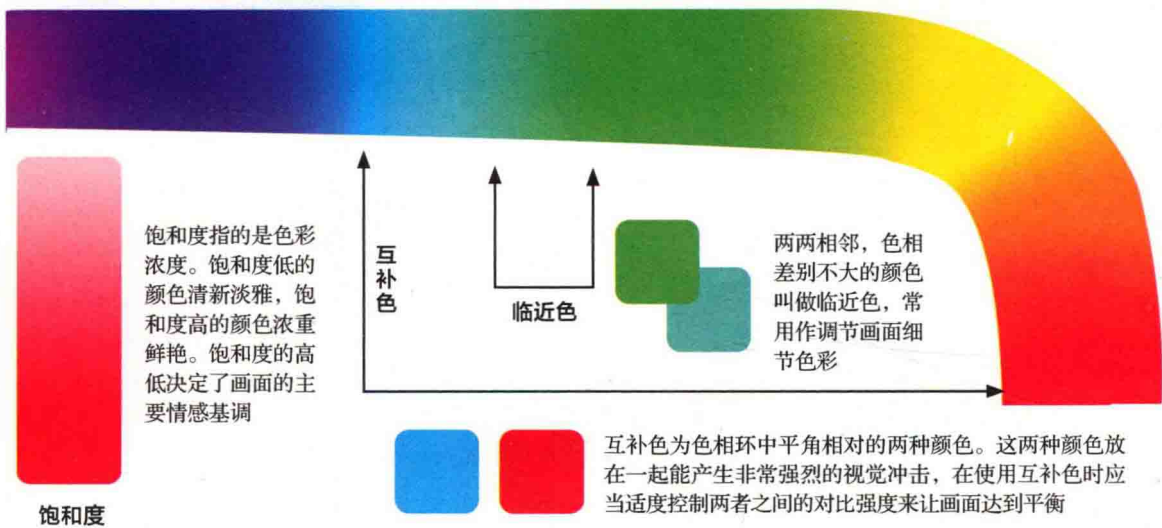 饱和度指的是色彩
浓度。饱和度低的
颜色清新淡雅，饱
和度高的颜色浓重
鲜艳。饱和度的高
低决定了画面的主
要情感基调
饱和度
互补色
临近色
两两相邻，色相
差别不大的颜色
叫做临近色，常
用作调节画面细
节色彩
互补色为色相环中平角相对的两种颜色。这两种颜色放
在一起能产生非常强烈的视觉冲击，在使用互补色时应
当适度控制两者之间的对比强度来让画面达到平衡